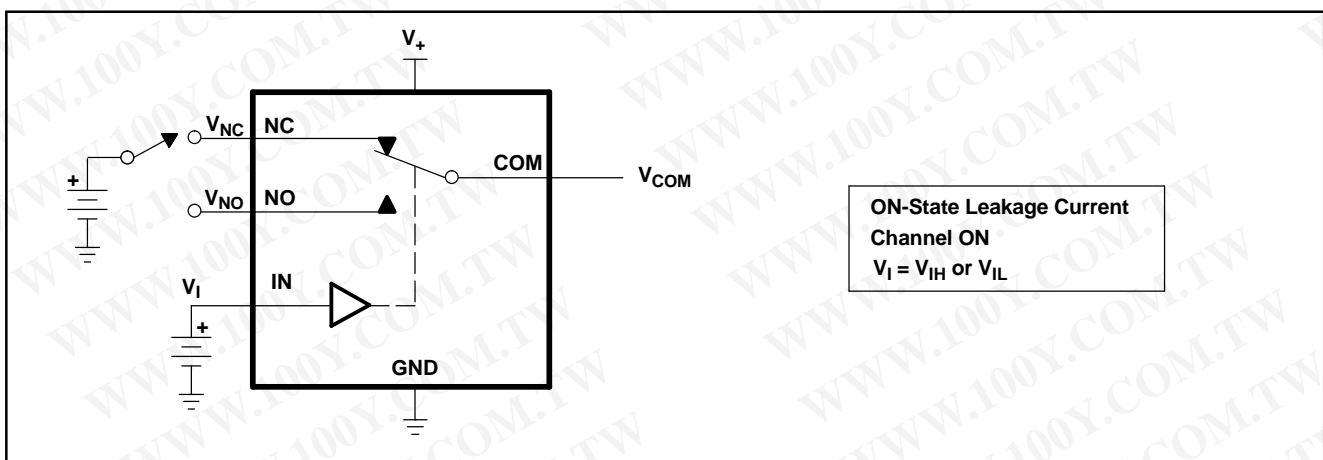 V+
VNC NC
COM
VCOM
VNO NO
VI IN
GND
+
+
ON-State Leakage Current
Channel ON
VI = VIH or VIL
WWW.100Y.COM.TW